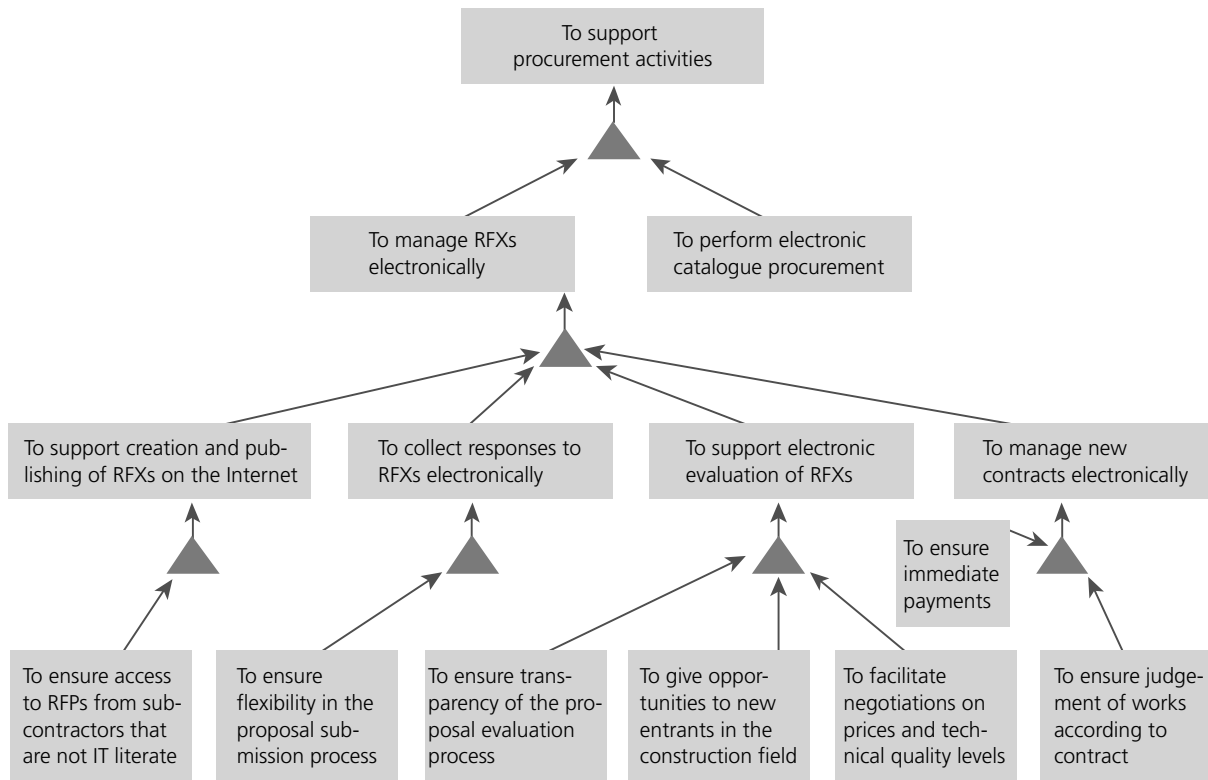 To support
procurement activities
To manage RFXs
electronically
To perform electronic
catalogue procurement
To support creation and pub-
lishing of RFXs on the Internet
To collect responses to
RFXs electronically
To support electronic
evaluation of RFXs
To manage new
contracts electronically
To ensure
immediate
payments
To ensure access
to RFPs from sub-
contractors that
are not IT literate
To ensure
flexibility in the
proposal sub-
mission process
To ensure trans-
parency of the pro-
posal evaluation
process
To give oppor-
tunities to new
entrants in the
construction field
To facilitate
negotiations on
prices and tech-
nical quality levels
To ensure judge-
ment of works
according to
contract